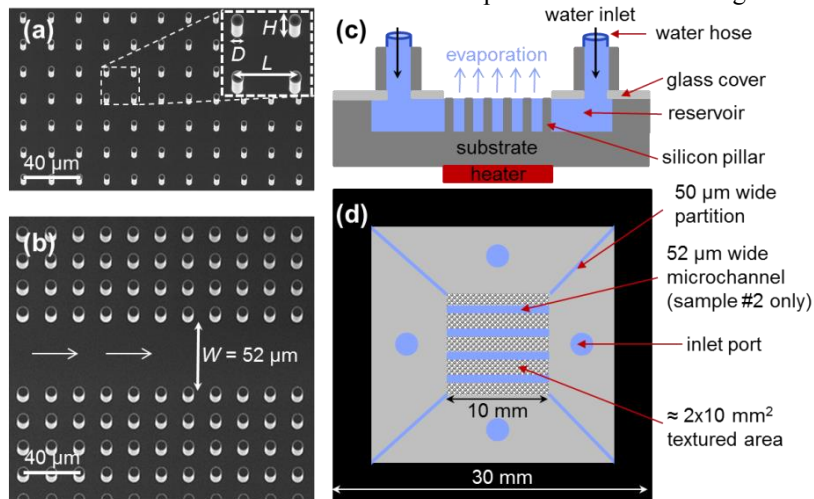 (a)
H
D
L
40 µm
(b)
W = 52 µm
40 µm
(c)
water inlet
water hose
evaporation
glass cover
reservoir
substrate
silicon pillar
heater
(d)
50 µm wide
partition
52 µm wide
microchannel
(sample #2 only)
inlet port
10 mm
≈ 2x10 mm²
textured area
30 mm